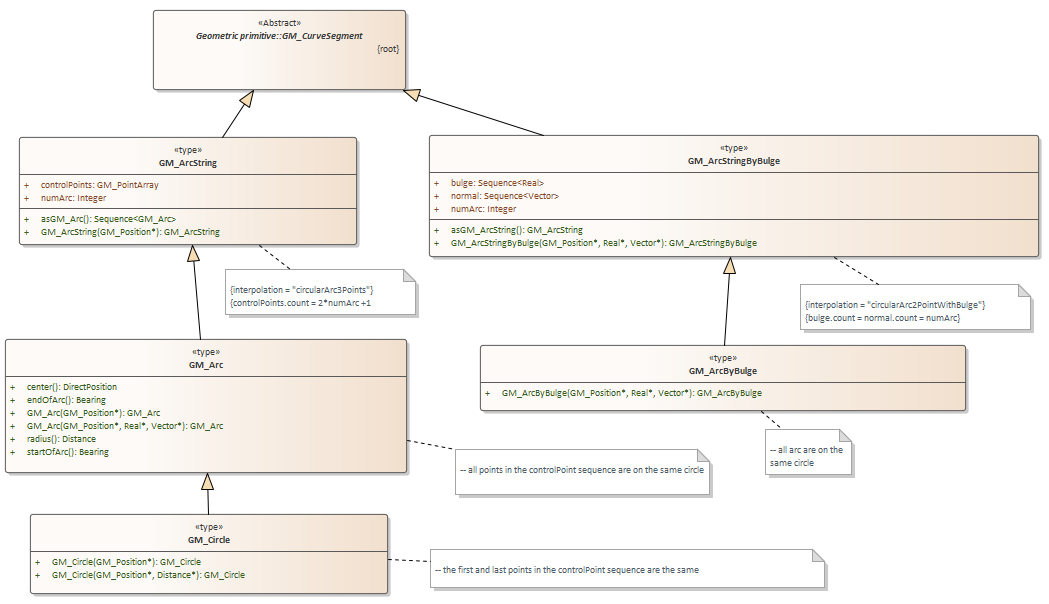 «Abstract»
Geometric primitive::GM_CurveSegment
{root}
«type»
GM_ArcString
+ controlPoints: GM_PointArray
+ numArc: Integer
+ asGM_Arc(): Sequence<GM_Arc>
+ GM_ArcString(GM_Position*): GM_ArcString
«type»
GM_ArcStringByBulge
+ bulge: Sequence<Real>
+ normal: Sequence<Vector>
+ numArc: Integer
+ asGM_ArcString(): GM_ArcString
+ GM_ArcStringByBulge(GM_Position*, Real*, Vector*): GM_ArcStringByBulge
{interpolation = "circularArc3Points"}
{controlPoints.count = 2*numArc +1
{interpolation = "circularArc2PointWithBulge"}
{bulge.count = normal.count = numArc}
«type»
GM_Arc
+ center(): DirectPosition
+ endOfArc(): Bearing
+ GM_Arc(GM_Position*): GM_Arc
+ GM_Arc(GM_Position*, Real*, Vector*): GM_Arc
+ radius(): Distance
+ startOfArc(): Bearing
«type»
GM_ArcByBulge
+ GM_ArcByBulge(GM_Position*, Real*, Vector*): GM_ArcByBulge
-- all points in the controlPoint sequence are on the same circle
-- all arc are on the
same circle
«type»
GM_Circle
+ GM_Circle(GM_Position*): GM_Circle
+ GM_Circle(GM_Position*, Distance*): GM_Circle
-- the first and last points in the controlPoint sequence are the same